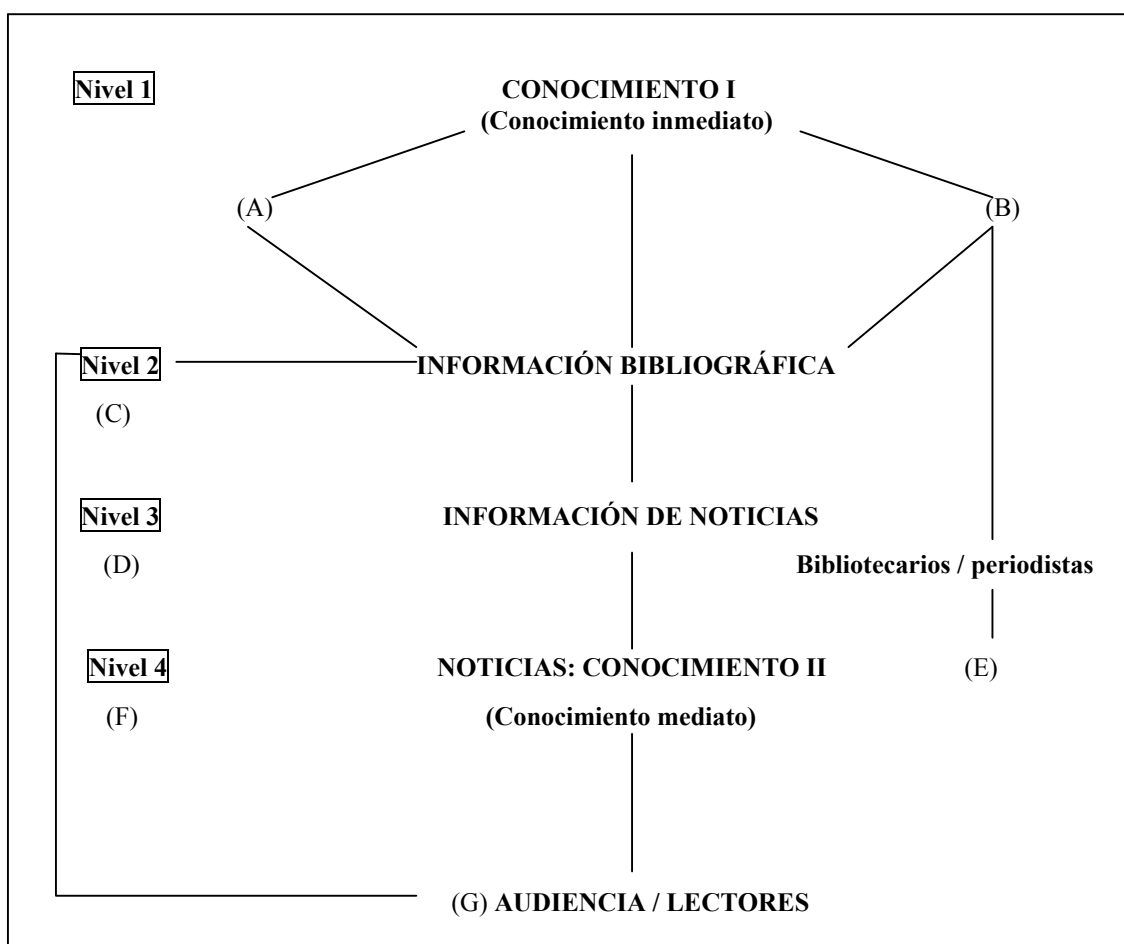 Nivel 1
CONOCIMIENTO I
(Conocimiento inmediato)
(A)
(B)
Nivel 2
INFORMACIÓN BIBLIOGRÁFICA
(C)
Nivel 3
INFORMACIÓN DE NOTICIAS
(D)
Bibliotecarios / periodistas
Nivel 4
NOTICIAS: CONOCIMIENTO II
(E)
(F)
(Conocimiento mediato)
(G) AUDIENCIA / LECTORES